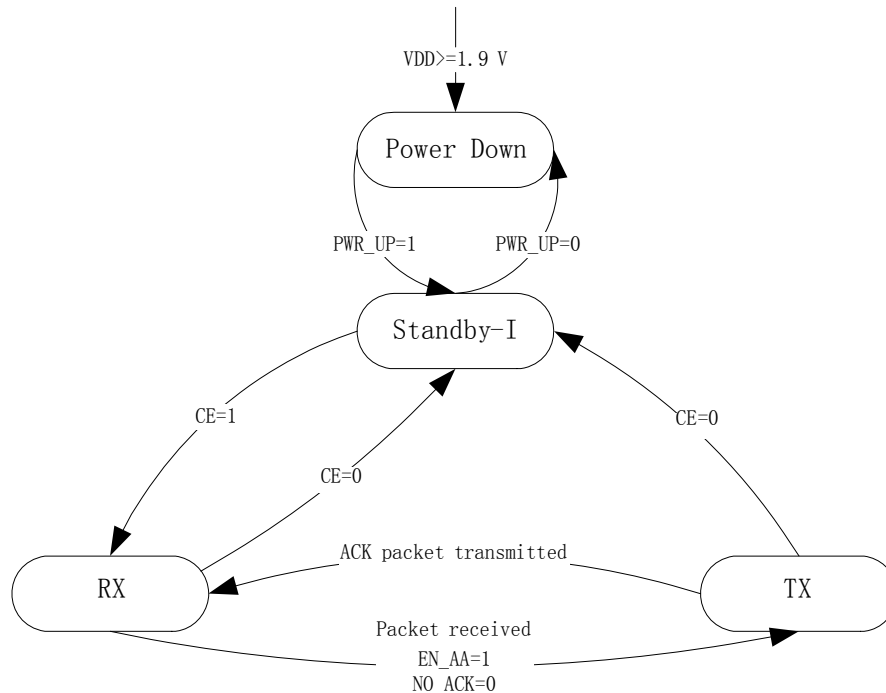 VDD>=1.9 V
Power Down
PWR_UP=1
PWR_UP=0
Standby-I
CE=1
CE=0
CE=0
ACK packet transmitted
RX
TX
Packet received
EN_AA=1
NO_ACK=0